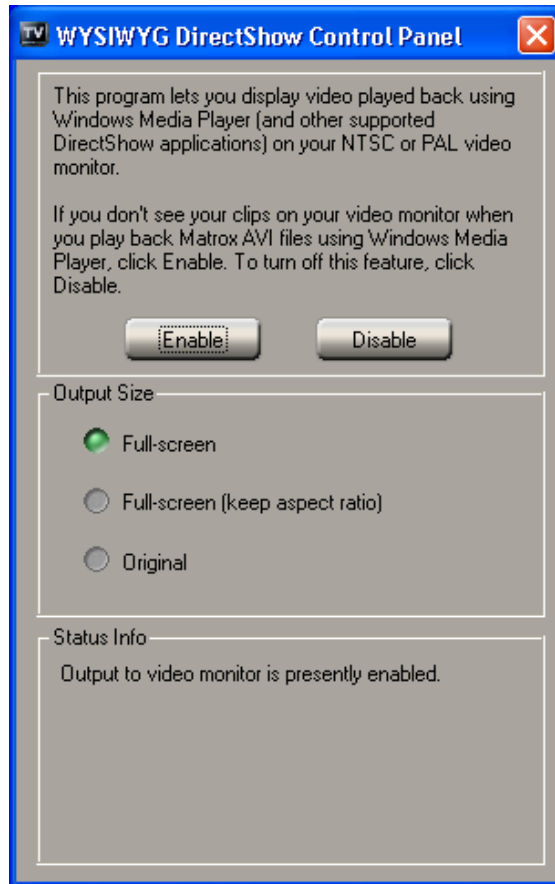 TV WYSIWYG DirectShow Control Panel
This program lets you display video played back using
Windows Media Player (and other supported
DirectShow applications) on your NTSC or PAL video
monitor.
If you don't see your clips on your video monitor when
you play back Matrox AVI files using Windows Media
Player, click Enable. To turn off this feature, click
Disable.
Enable Disable
Output Size
Full-screen
Full-screen (keep aspect ratio)
Original
Status Info
Output to video monitor is presently enabled.